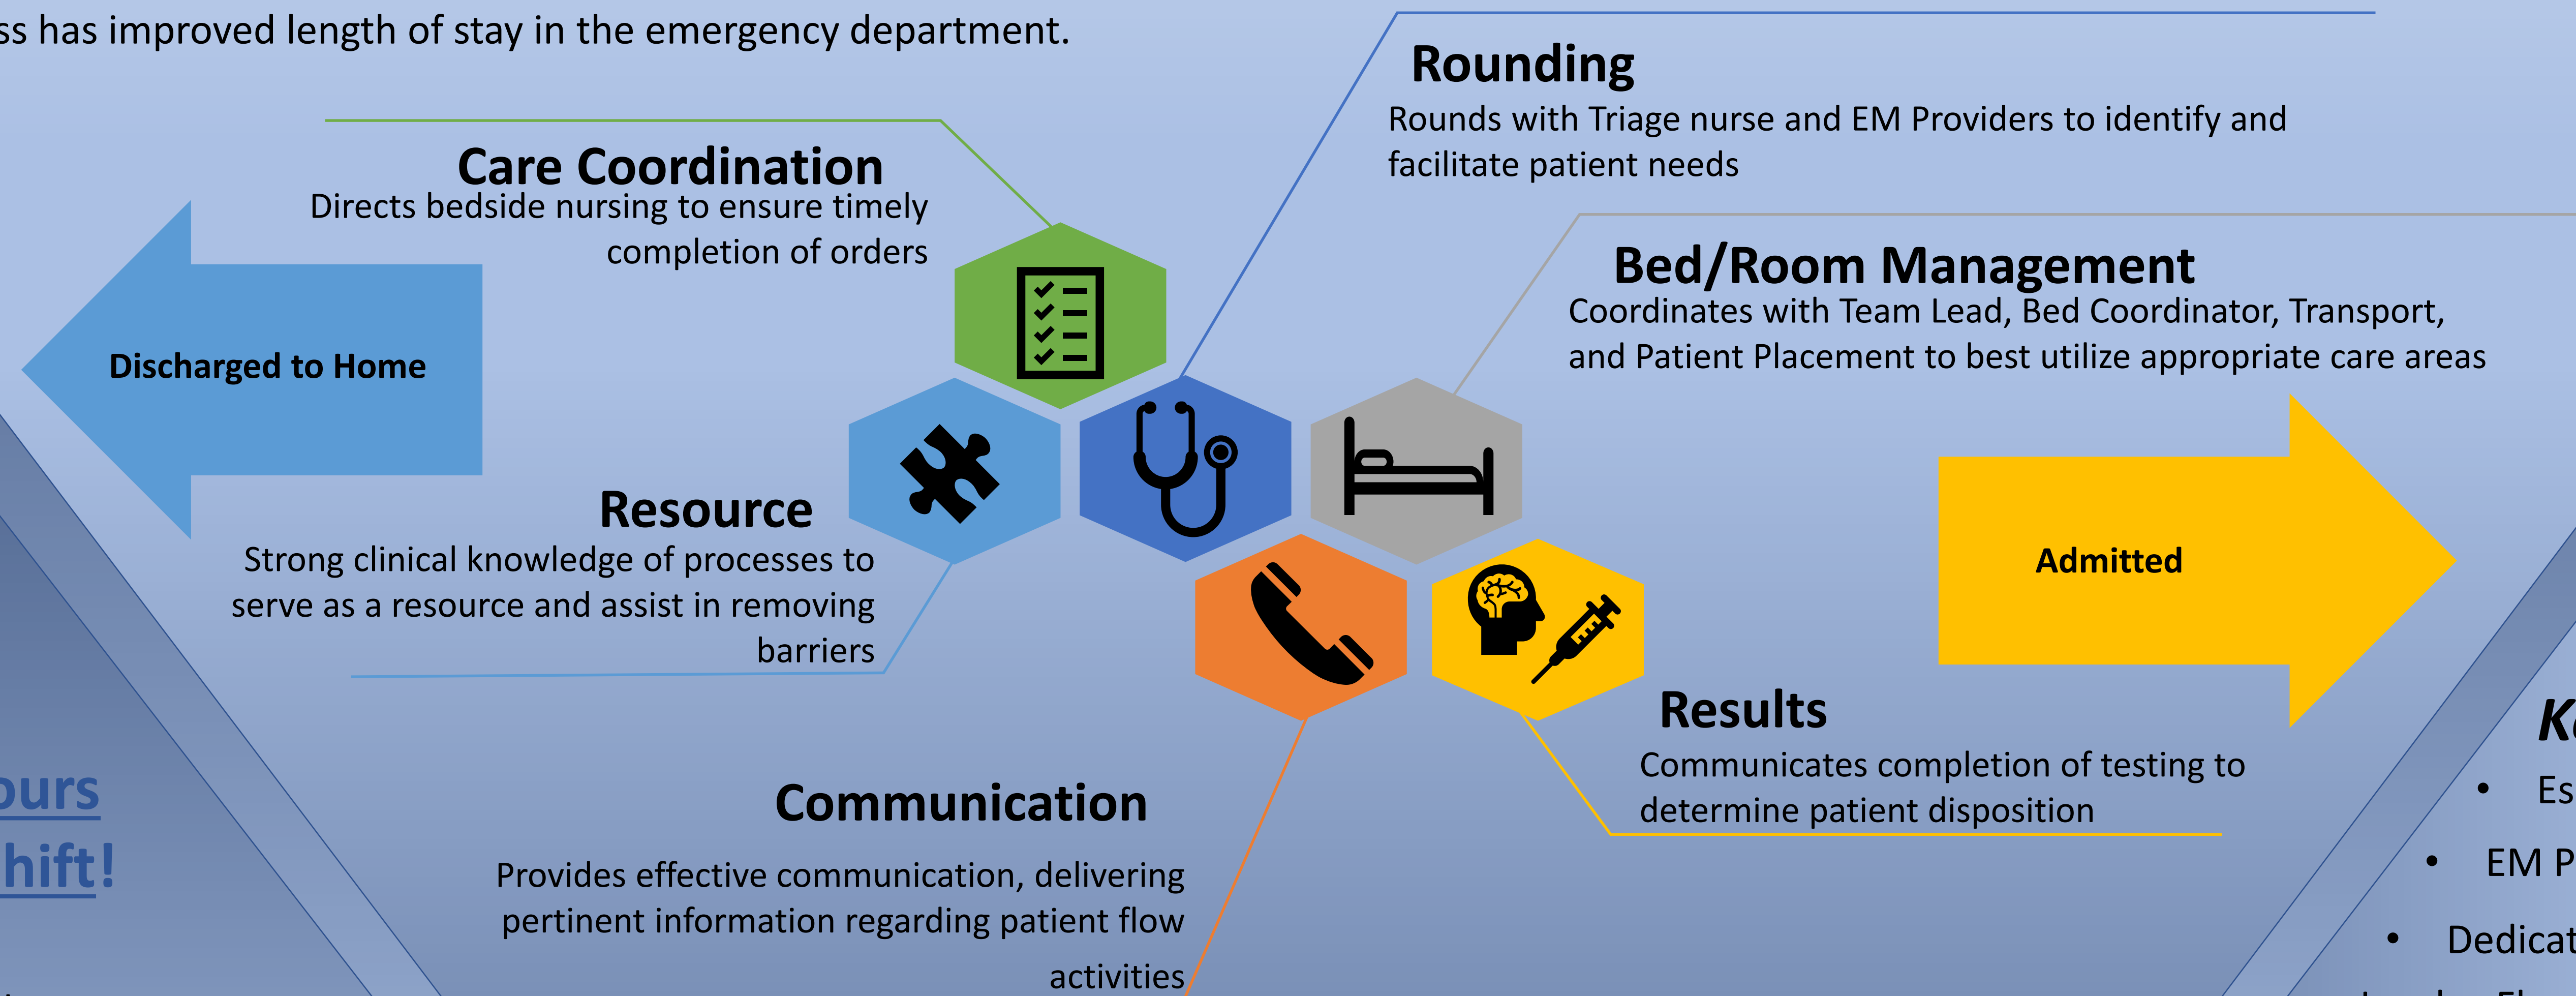 has improved length of stay in the emergency department.
Rounding
Rounds with Triage nurse and EM Providers to identify and
facilitate patient needs
Care Coordination
Directs bedside nursing to ensure timely
completion of orders
Bed/Room Management
Coordinates with Team Lead, Bed Coordinator, Transport,
and Patient Placement to best utilize appropriate care areas
Discharged to Home
Resource
Strong clinical knowledge of processes to
serve as a resource and assist in removing
barriers
Admitted
Results
Communicates completion of testing to
determine patient disposition
Communication
Provides effective communication, delivering
pertinent information regarding patient flow
activities
ours
hift!
• Es
• EM P
• Dedicat